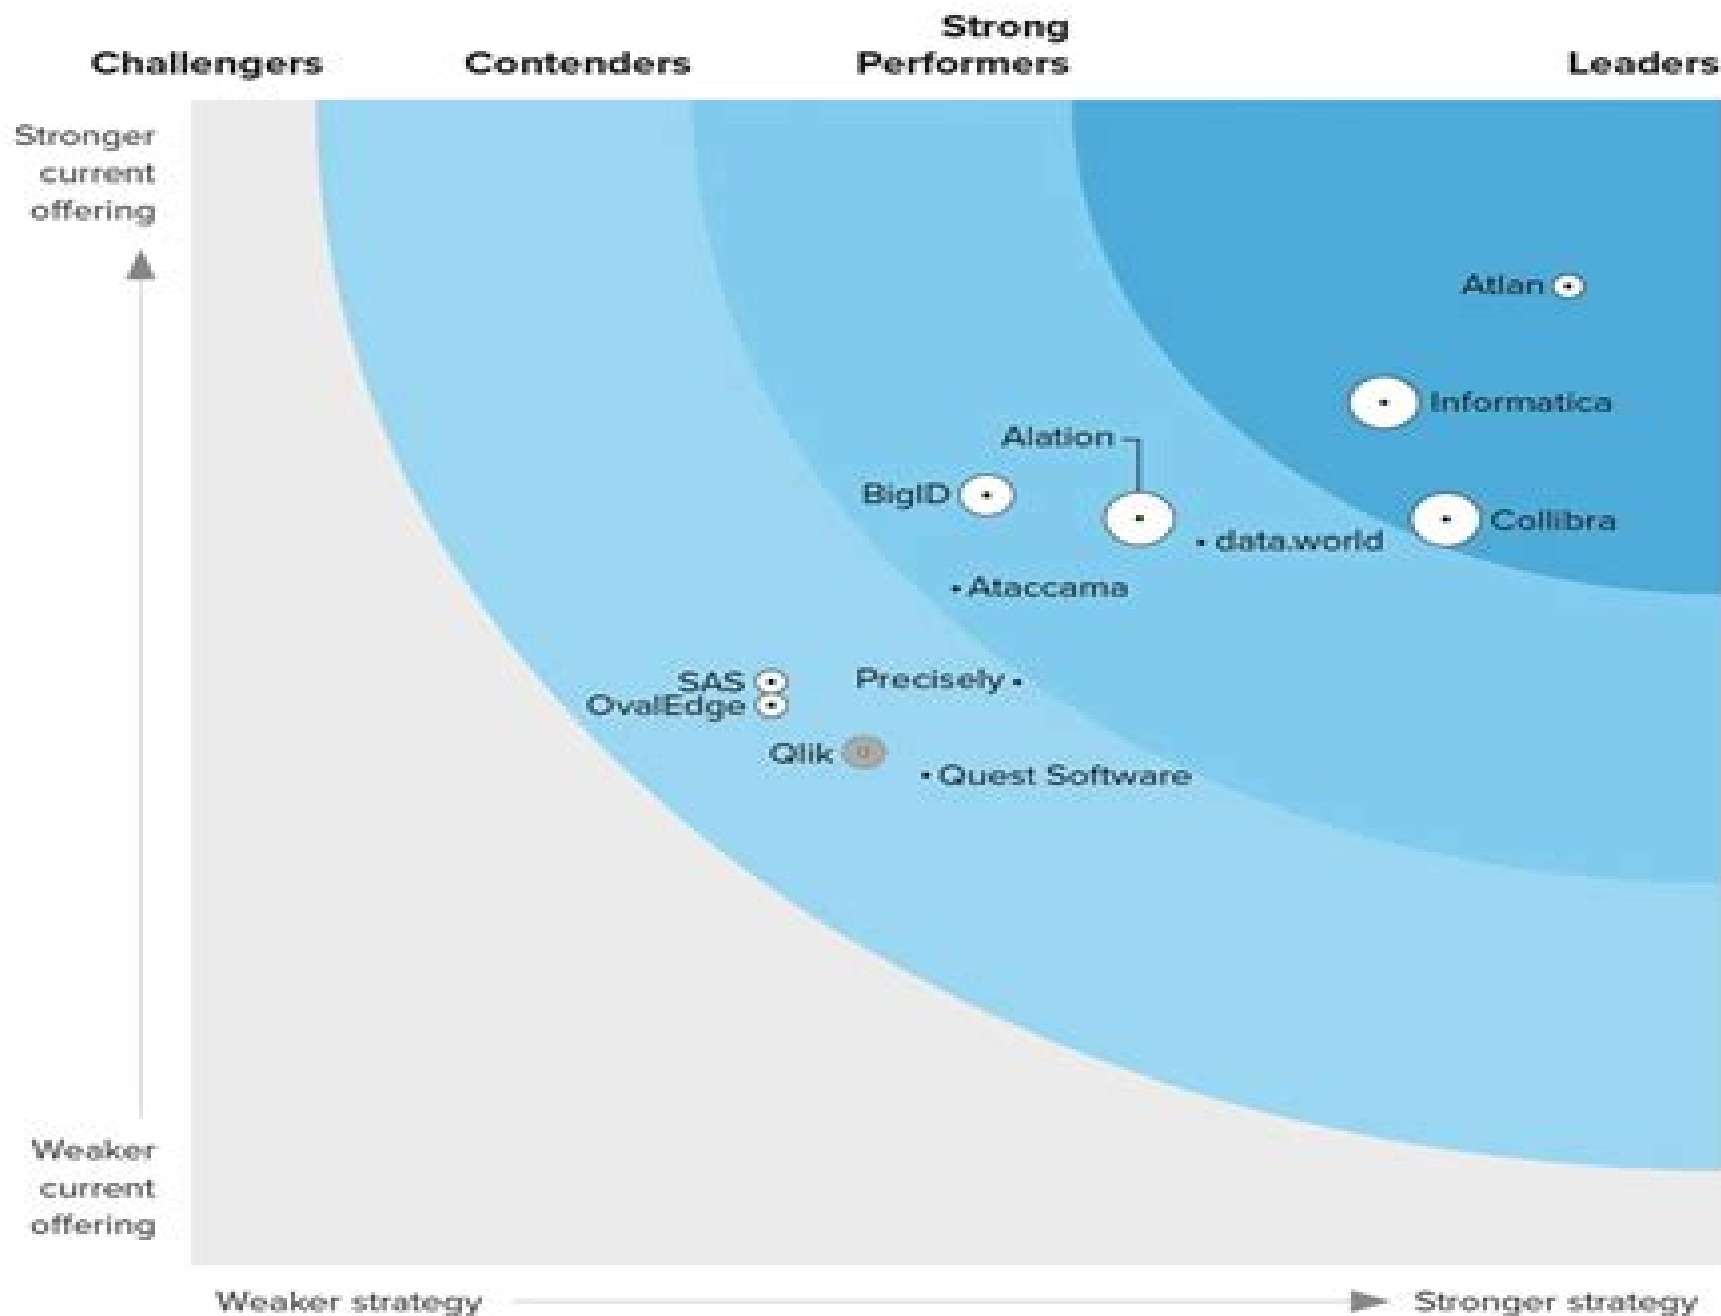 Strong
Challengers Contenders Performers Leaders
Stronger
current
offering
Atlan
Informatica
Alation
BigID
Collibra
data.world
Ataccama
SAS
Precisely
OvalEdge
Qlik
Quest Software
Weaker
current
offering
Weaker strategy Stronger strategy